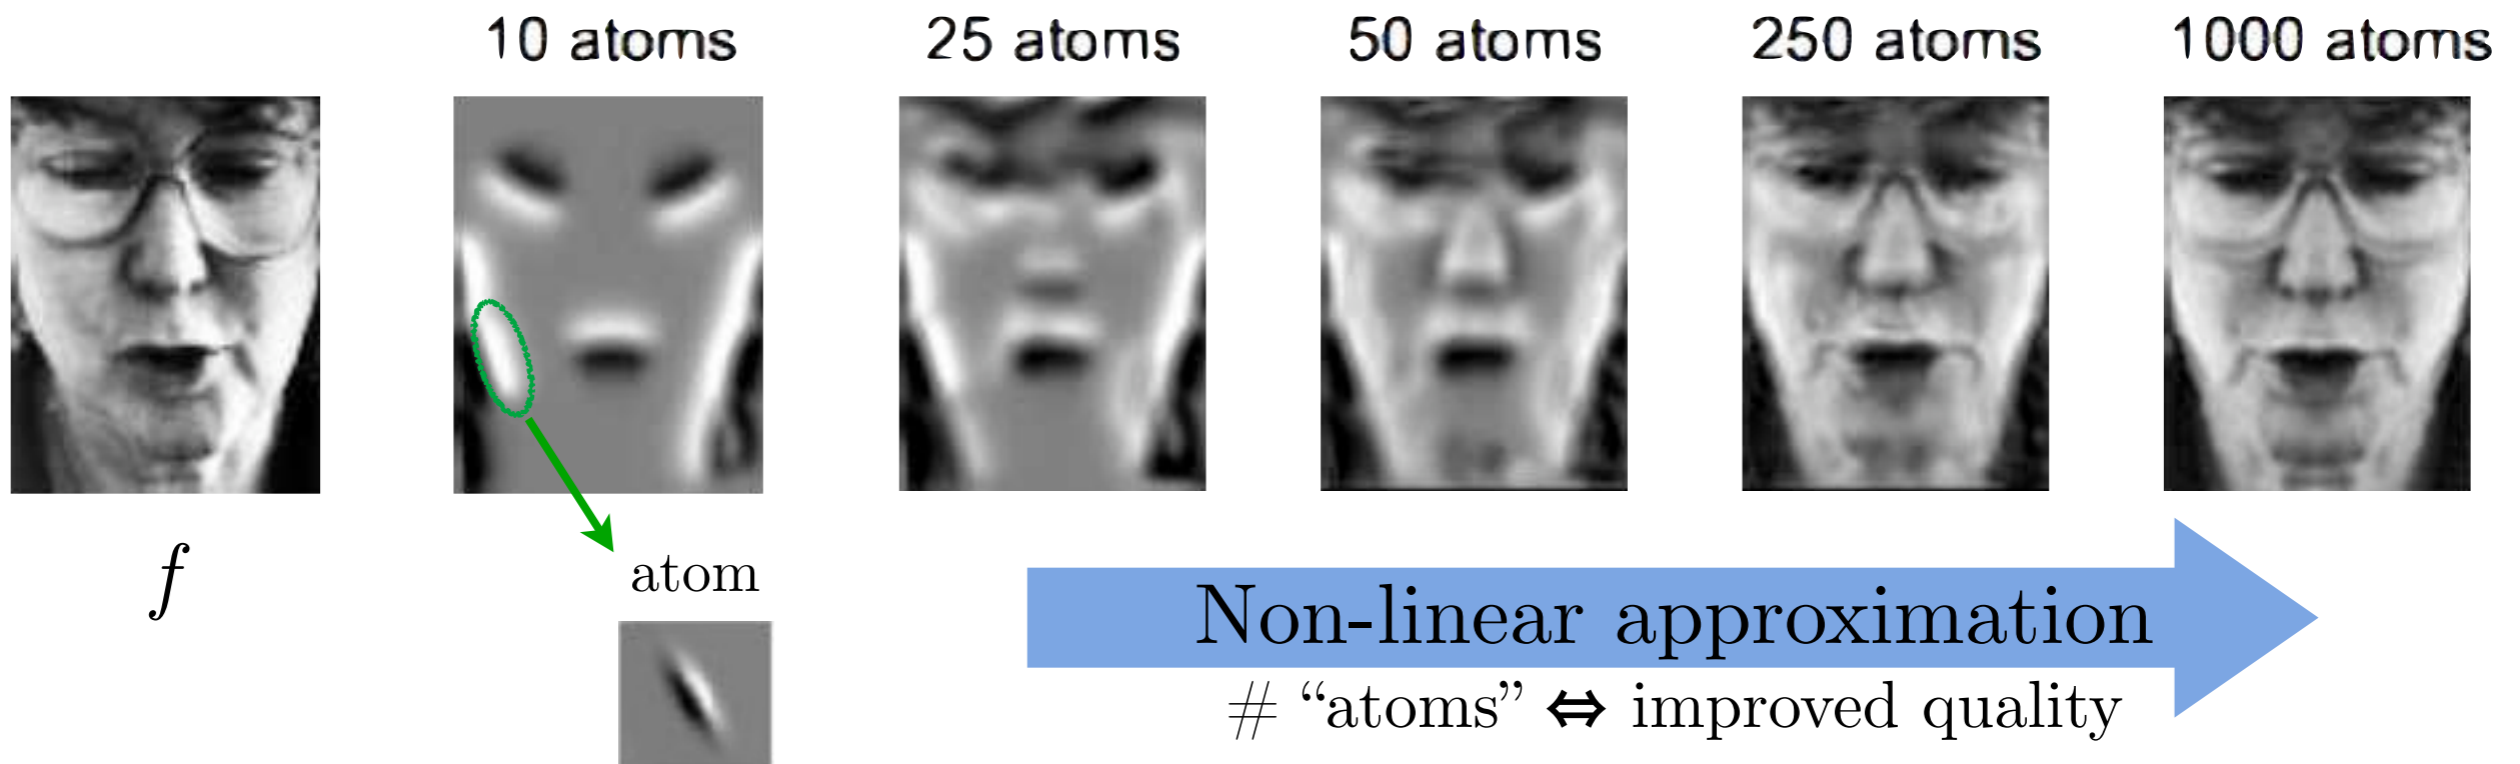 10 atoms 25 atoms 50 atoms 250 atoms 1000 atoms
f
atom
Non-linear approximation
# “atoms” ⇔ improved quality